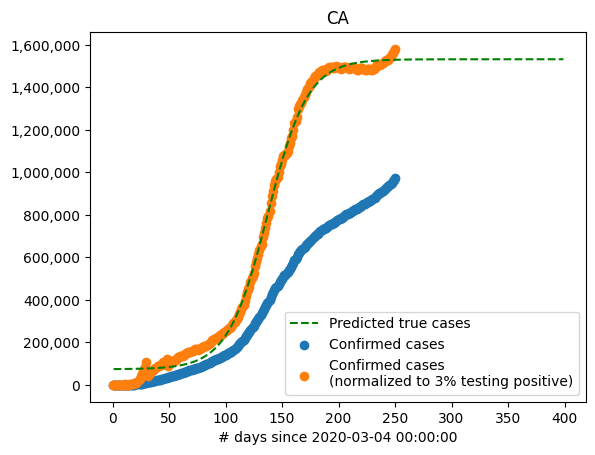 CA
1,600,000
1,400,000
1,200,000
1,000,000
800,000
600,000
400,000
200,000
0
Predicted true cases
Confirmed cases
Confirmed cases
(normalized to 3% testing positive)
0 50 100 150 200 250 300 350 400
# days since 2020-03-04 00:00:00